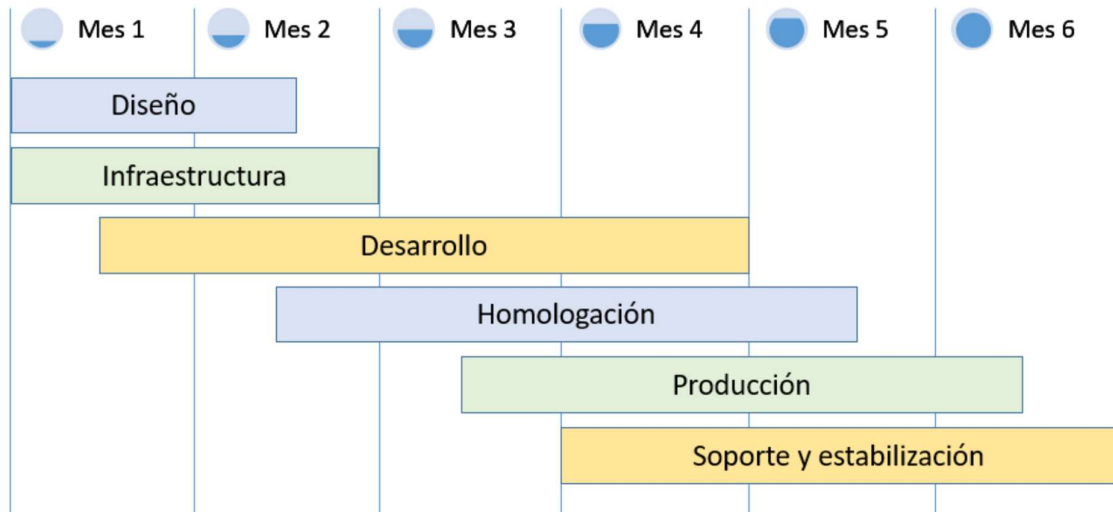 Mes 1 Mes 2 Mes 3 Mes 4 Mes 5 Mes 6
Diseño
Infraestructura
Desarrollo
Homologación
Producción
Soporte y estabilización